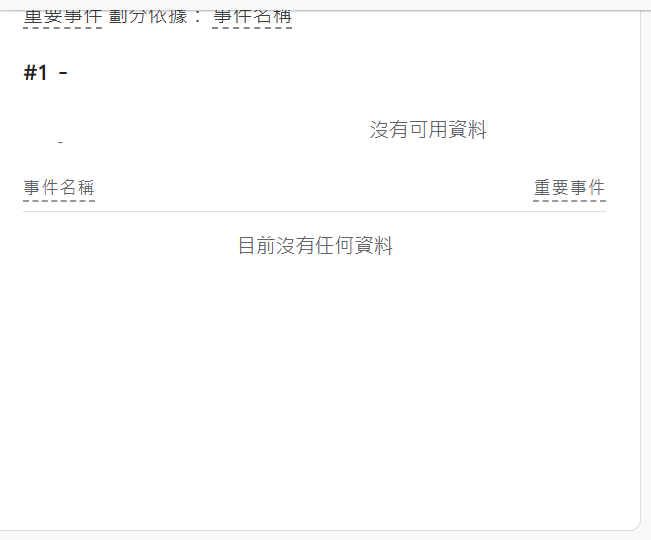 重要事件 劃分依據： 事件名稱
#1 -
沒有可用資料
-
事件名稱 重要事件
目前沒有任何資料